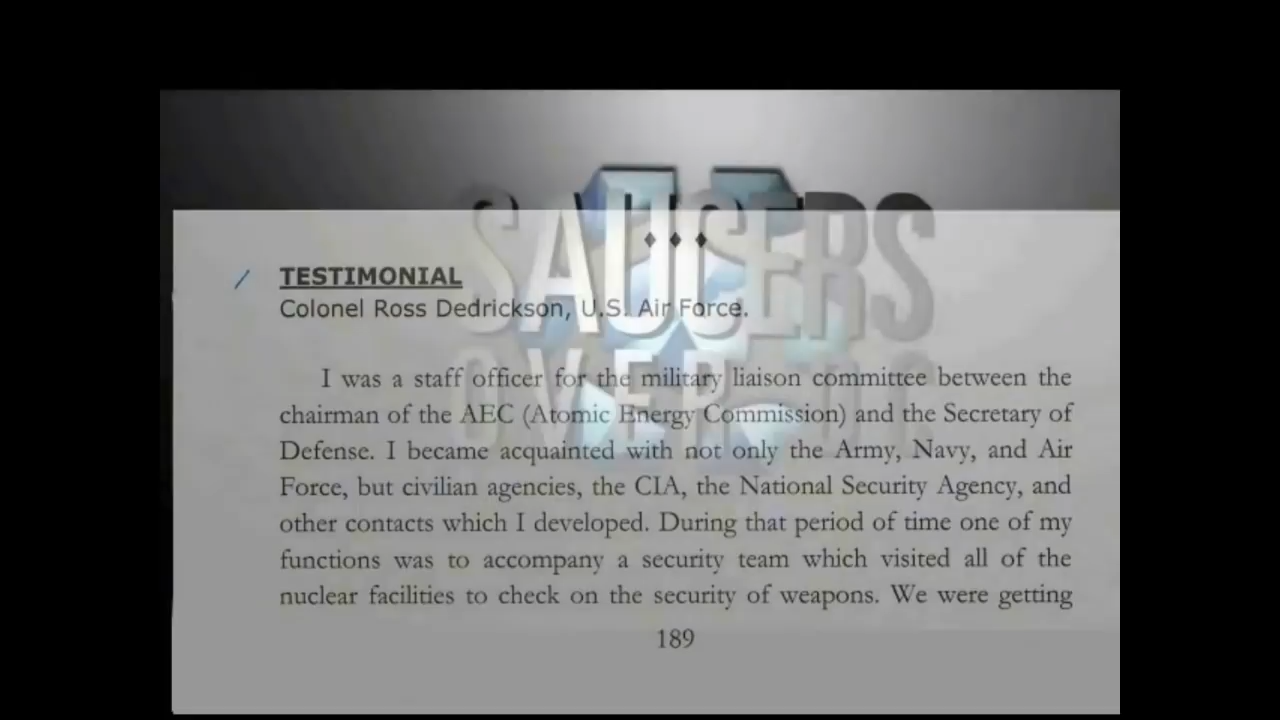 SAUCERS
OVER DC
♦ ♦ ♦
TESTIMONIAL
Colonel Ross Dedrickson, U.S. Air Force.
I was a staff officer for the military liaison committee between the
chairman of the AEC (Atomic Energy Commission) and the Secretary of
Defense. I became acquainted with not only the Army, Navy, and Air
Force, but civilian agencies, the CIA, the National Security Agency, and
other contacts which I developed. During that period of time one of my
functions was to accompany a security team which visited all of the
nuclear facilities to check on the security of weapons. We were getting
189